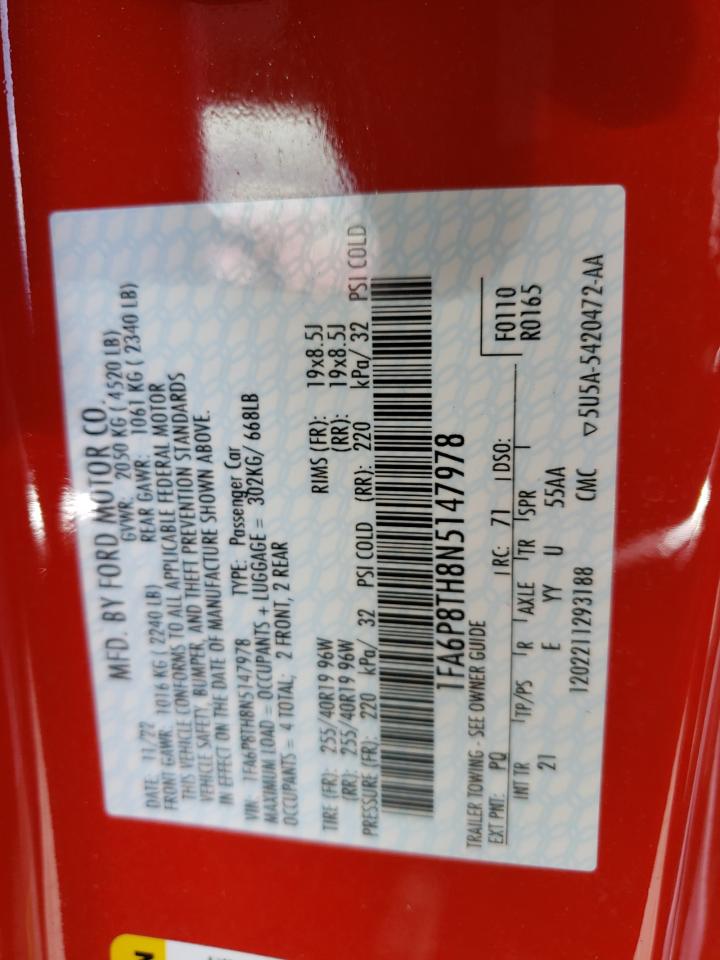 MFD. BY FORD MOTOR CO.
DATE: 11/22 GVWR: 2050 KG ( 4520 LB)
FRONT GAWR: 1016 KG ( 2240 LB) REAR GAWR: 1061 KG ( 2340 LB)
THIS VEHICLE CONFORMS TO ALL APPLICABLE FEDERAL MOTOR
VEHICLE SAFETY, BUMPER, AND THEFT PREVENTION STANDARDS
IN EFFECT ON THE DATE OF MANUFACTURE SHOWN ABOVE.
VIN: 1FA6P8TH8N5147978 TYPE: Passenger Car
MAXIMUM LOAD = OCCUPANTS + LUGGAGE = 302KG/ 668LB
OCCUPANTS = 4 TOTAL; 2 FRONT, 2 REAR
TIRE (FR): 255/40R19 96W RIMS (FR): 19x8.5J
(RR): 255/40R19 96W (RR): 19x8.5J
PRESSURE (FR): 220 kPa/ 32 PSI COLD (RR): 220 kPa/ 32 PSI COLD
1FA6P8TH8N5147978
TRAILER TOWING - SEE OWNER GUIDE
EXT PNT: PQ RC: 71 DSO: F0110
INT TR TP/PS R AXLE TR SPR R0165
21 E YY U 55AA
120221129​3188 CMC ▽5U5A-5420472-AA